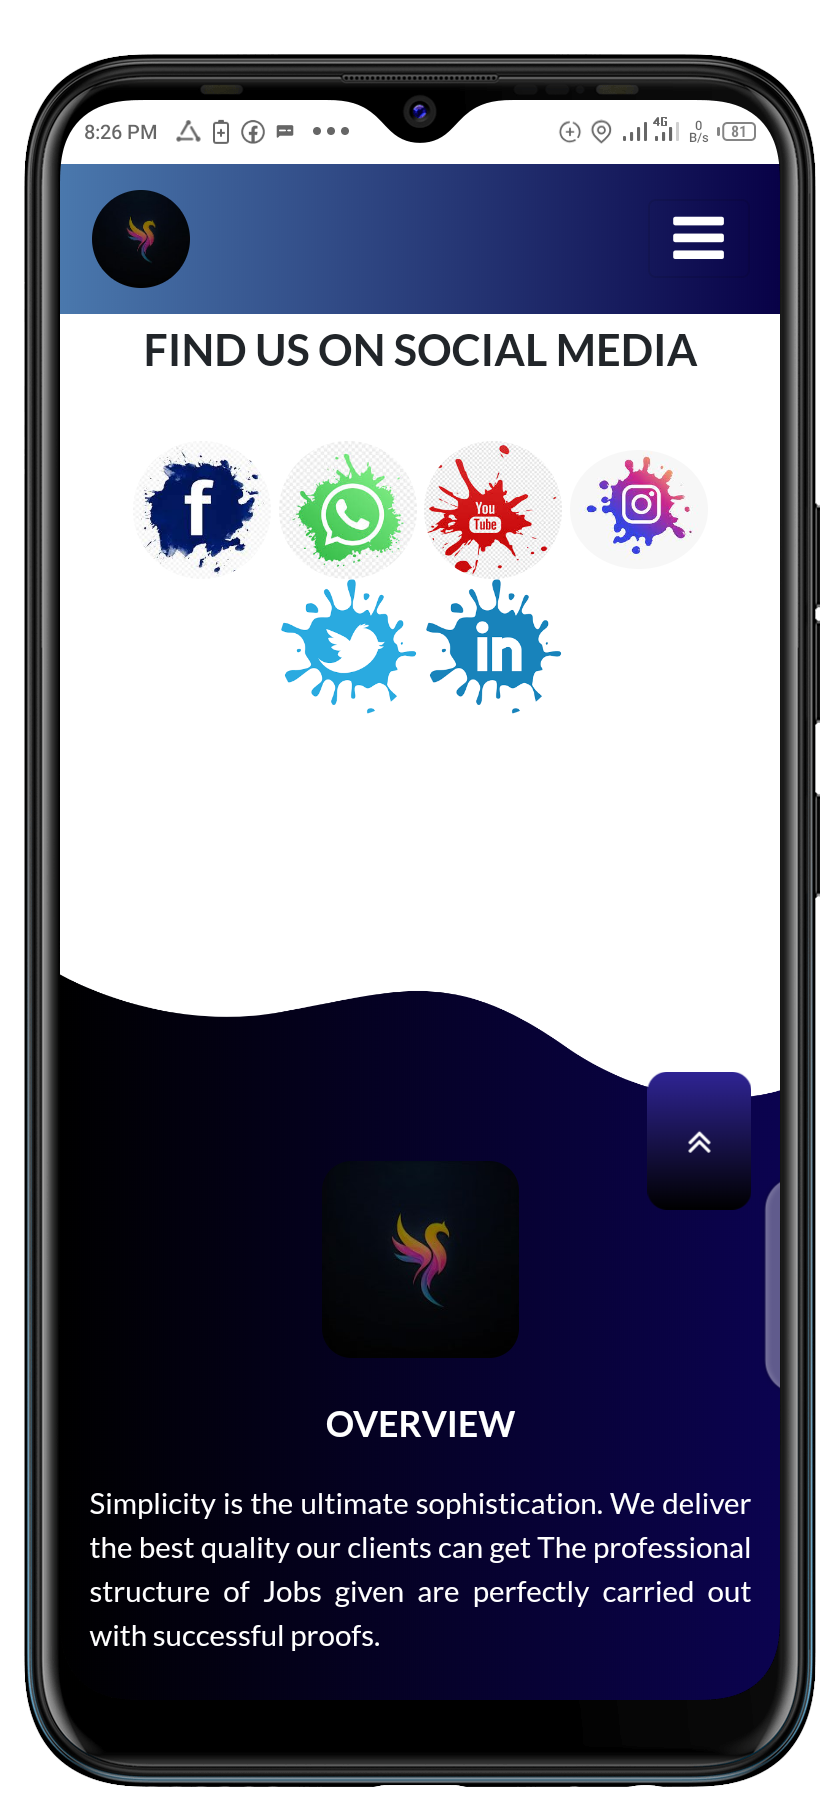 8:26 PM 4G 0 B/s 81
FIND US ON SOCIAL MEDIA
f
You
Tube
in
OVERVIEW
Simplicity is the ultimate sophistication. We deliver
the best quality our clients can get The professional
structure of Jobs given are perfectly carried out
with successful proofs.